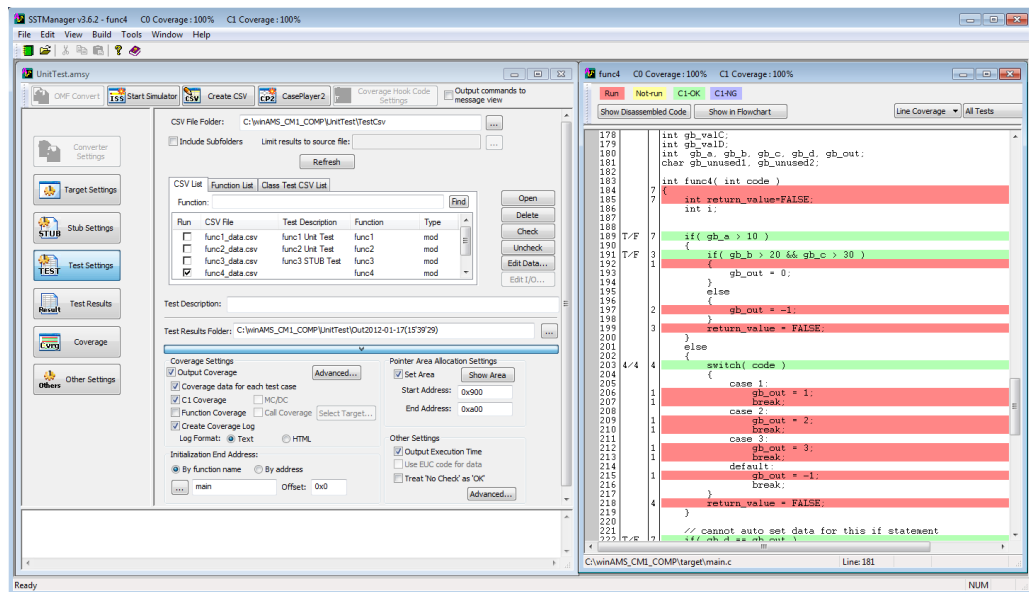 SSTManager v3.6.2 - func4 C0 Coverage : 100% C1 Coverage : 100%
File Edit View Build Tools Window Help
UnitTest.amsy
OMF Convert ISS Start Simulator CSV Create CSV CP2 CasePlayer2 Coverage Hook Code Settings Output commands to message view
Converter Settings
Target Settings
STUB Stub Settings
TEST Test Settings
Result Test Results
Cvrg Coverage
Others Other Settings
CSV File Folder: C:\winAMS_CM1_COMP\UnitTest\TestCsv ...
Include Subfolders Limit results to source file: ...
Refresh
CSV List Function List Class Test CSV List
Function: Find
Run CSV File Test Description Function Type
func1_data.csv func1 Unit Test func1 mod
func2_data.csv func2 Unit Test func2 mod
func3_data.csv func3 STUB Test func3 mod
func4_data.csv func4 mod
Open
Delete
Check
Uncheck
Edit Data...
Edit I/O...
Test Description:
Test Results Folder: C:\winAMS_CM1_COMP\UnitTest\Out2012-01-17(15'39'29) ...
Coverage Settings
Output Coverage Advanced...
Coverage data for each test case
C1 Coverage MC/DC
Function Coverage Call Coverage Select Target...
Create Coverage Log
Log Format: Text HTML
Initialization End Address:
By function name By address
... main Offset: 0x0
Pointer Area Allocation Settings
Set Area Show Area
Start Address: 0x900
End Address: 0xa00
Other Settings
Output Execution Time
Use EUC code for data
Treat 'No Check' as 'OK'
Advanced...
func4 C0 Coverage : 100% C1 Coverage : 100%
Run Not-run C1-OK C1-NG
Show Disassembled Code Show in Flowchart Line Coverage All Tests
178 int gb_valC;
179 int gb_valD;
180 int gb_a, gb_b, gb_c, gb_d, gb_out;
181 char gb_unused1, gb_unused2;
182
183 int func4( int code )
184 7 {
185 7 int return_value=FALSE;
186 int i;
187
188
189 T/F 7 if( gb_a > 10 )
190 {
191 T/F 3 if( gb_b > 20 && gb_c > 30 )
192 1 {
193 gb_out = 0;
194 }
195 else
196 {
197 2 gb_out = -1;
198 }
199 3 return_value = FALSE;
200 }
201 else
202 {
203 4/4 4 switch( code )
204 {
205 case 1:
206 1 gb_out = 1;
207 1 break;
208 case 2:
209 1 gb_out = 2;
210 1 break;
211 case 3:
212 1 gb_out = 3;
213 1 break;
214 default:
215 1 gb_out = -1;
216 break;
217 }
218 4 return_value = FALSE;
219 }
220
221 // cannot auto set data for this if statement
222 T/F 7 if( gb_d == gb_out )
C:\winAMS_CM1_COMP\target\main.c Line: 181
Ready NUM